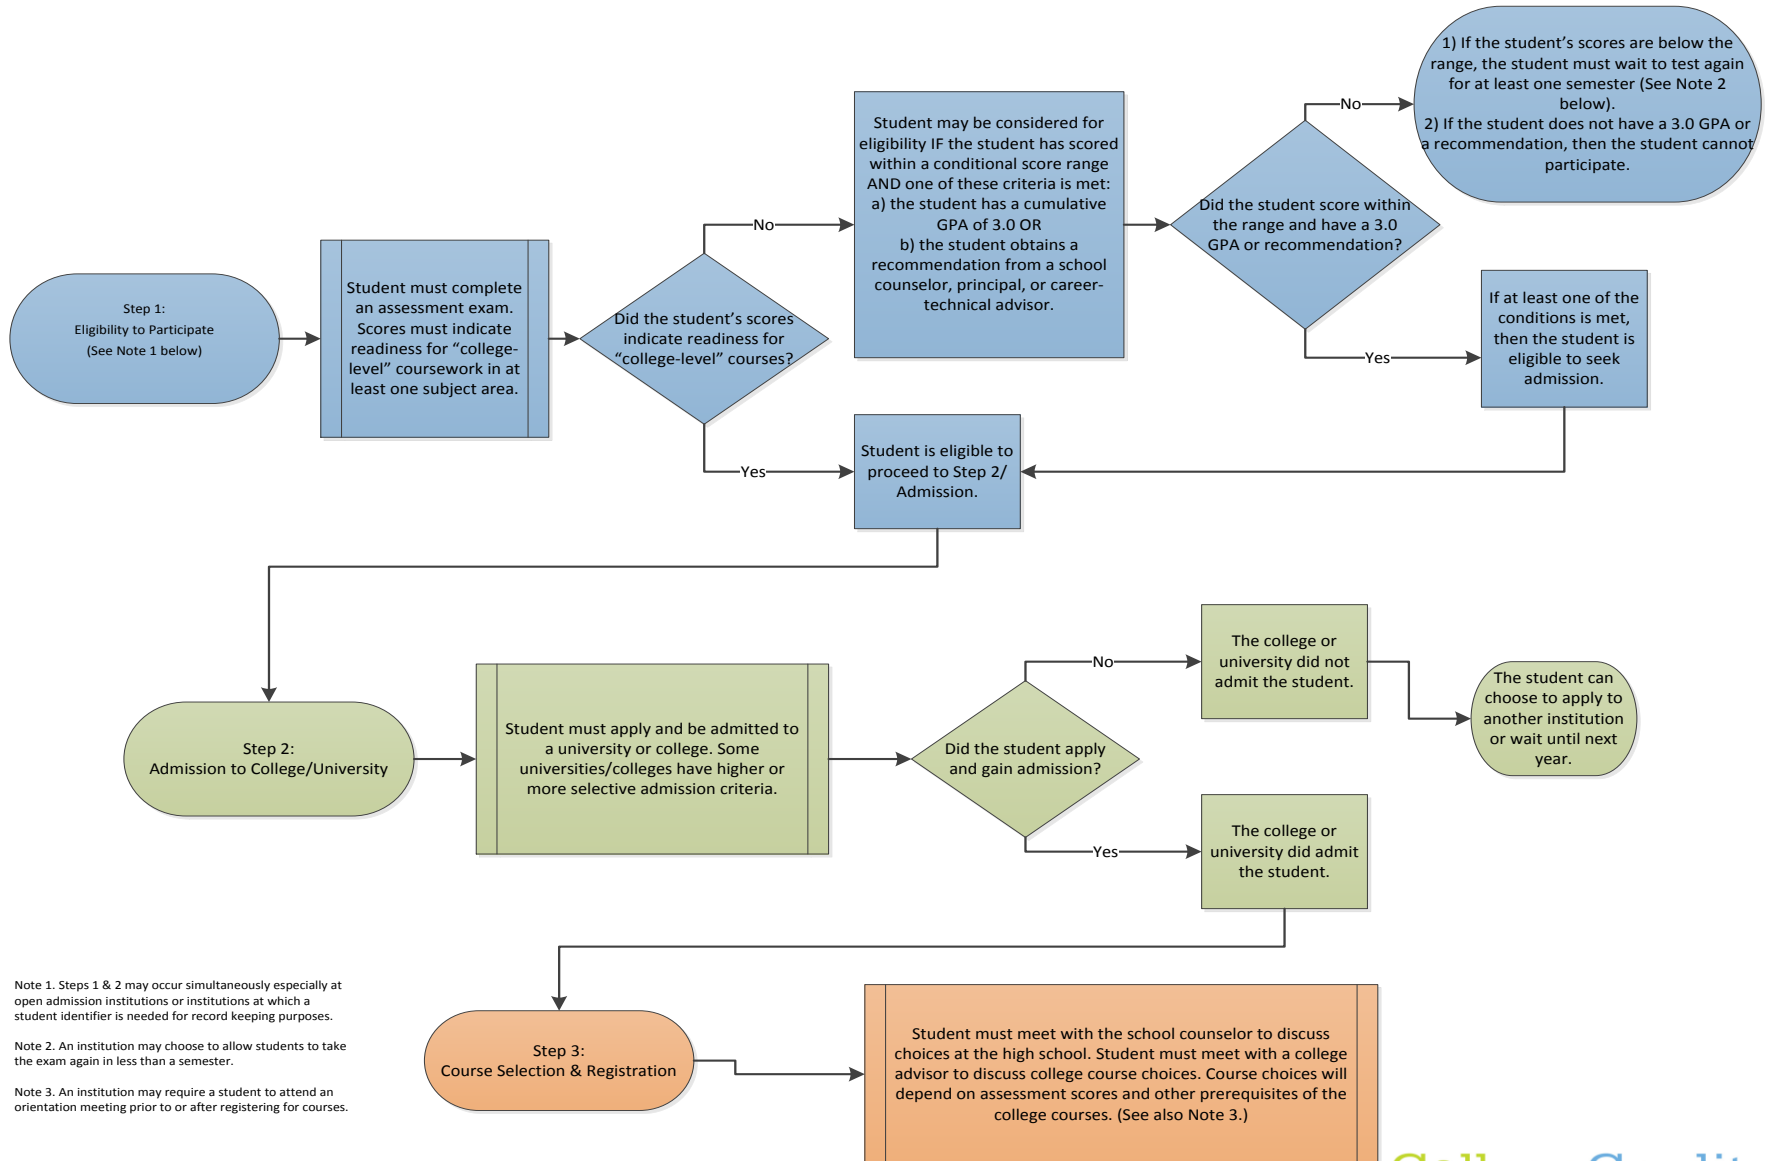 Step 1:
Eligibility to Participate
(See Note 1 below)
Student must complete
an assessment exam.
Scores must indicate
readiness for “college-
level” coursework in at
least one subject area.
Did the student’s scores
indicate readiness for
“college-level” courses?
No
Yes
Student may be considered for
eligibility IF the student has scored
within a conditional score range
AND one of these criteria is met:
a) the student has a cumulative
GPA of 3.0 OR
b) the student obtains a
recommendation from a school
counselor, principal, or career-
technical advisor.
Did the student score within
the range and have a 3.0
GPA or recommendation?
No
1) If the student’s scores are below the
range, the student must wait to test again
for at least one semester (See Note 2
below).
2) If the student does not have a 3.0 GPA or
a recommendation, then the student cannot
participate.
Yes
If at least one of the
conditions is met,
then the student is
eligible to seek
admission.
Student is eligible to
proceed to Step 2/
Admission.
Step 2:
Admission to College/University
Student must apply and be admitted to
a university or college. Some
universities/colleges have higher or
more selective admission criteria.
Did the student apply
and gain admission?
No
The college or
university did not
admit the student.
The student can
choose to apply to
another institution
or wait until next
year.
Yes
The college or
university did admit
the student.
Step 3:
Course Selection & Registration
Student must meet with the school counselor to discuss
choices at the high school. Student must meet with a college
advisor to discuss college course choices. Course choices will
depend on assessment scores and other prerequisites of the
college courses. (See also Note 3.)
Note 1. Steps 1 & 2 may occur simultaneously especially at
open admission institutions or institutions at which a
student identifier is needed for record keeping purposes.
Note 2. An institution may choose to allow students to take
the exam again in less than a semester.
Note 3. An institution may require a student to attend an
orientation meeting prior to or after registering for courses.
College Credit